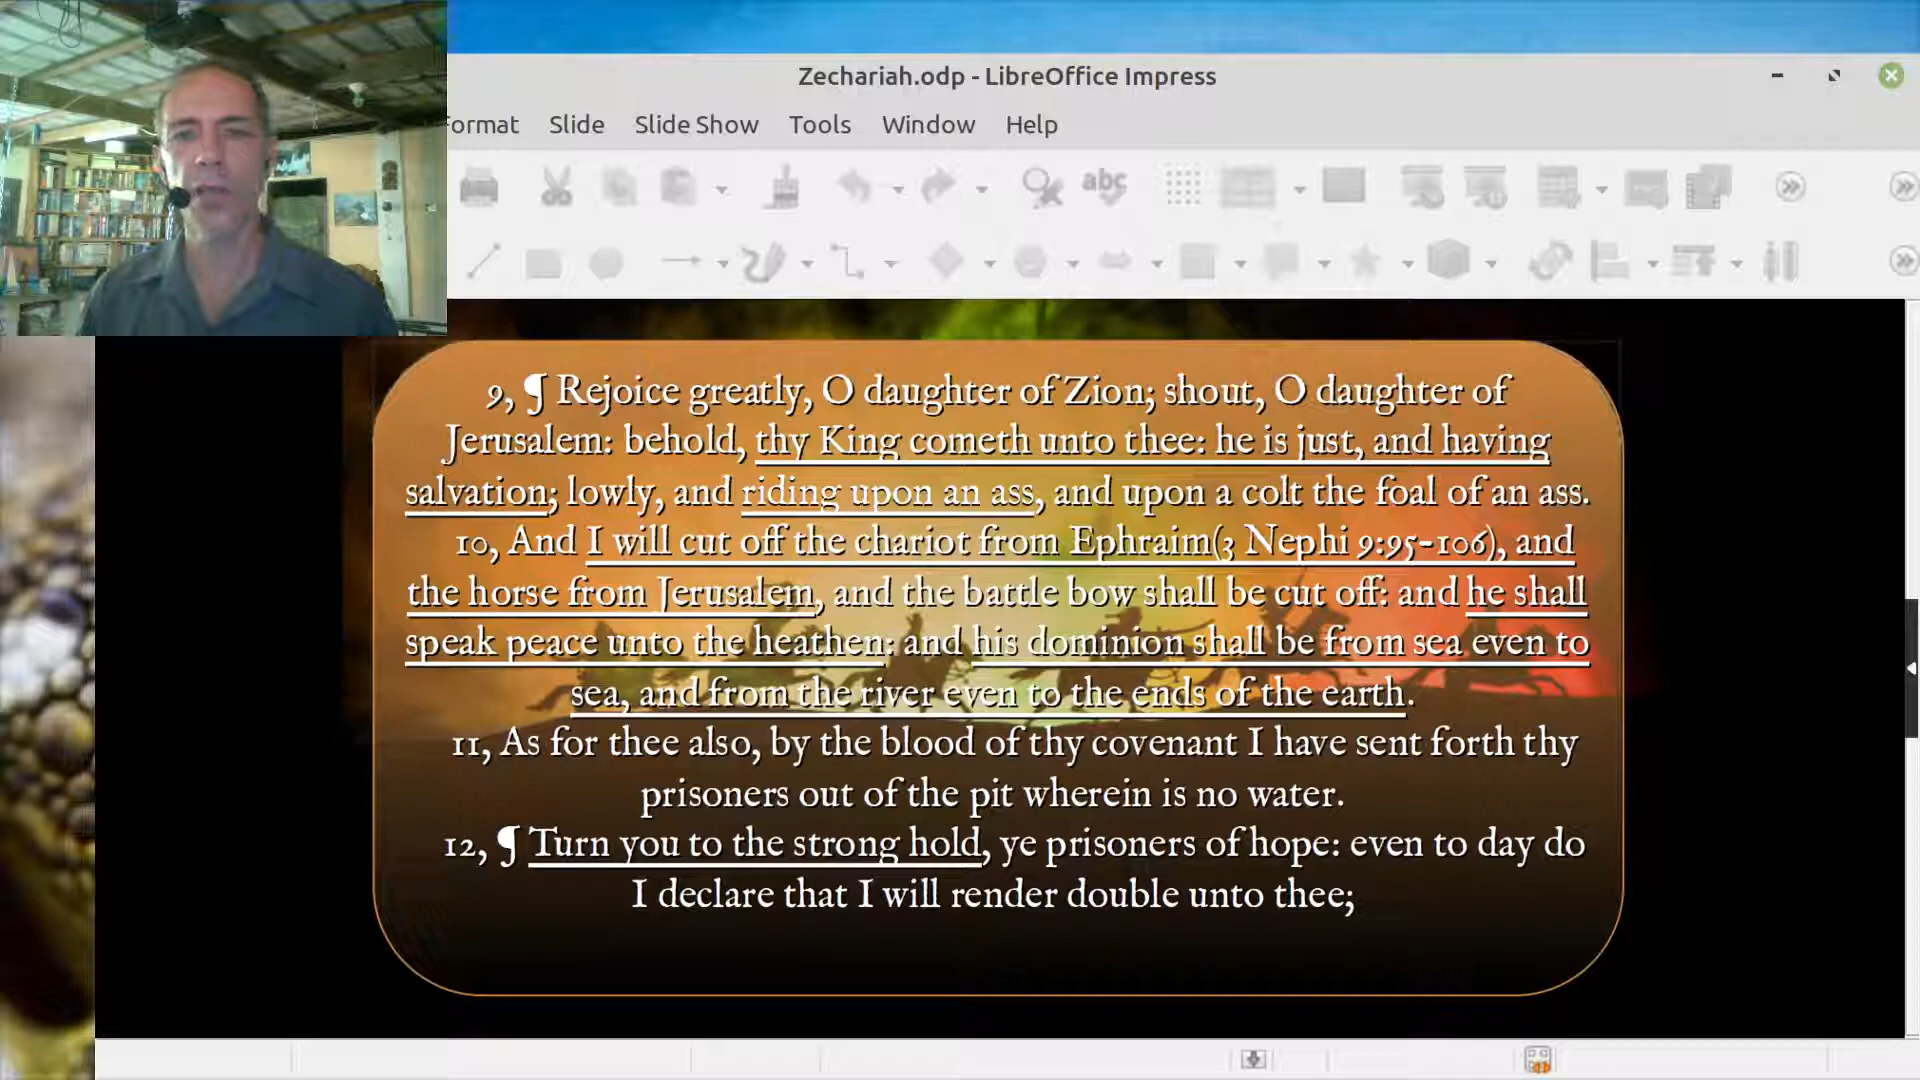 Zechariah.odp - LibreOffice Impress
Format Slide Slide Show Tools Window Help
abc
9, ¶ Rejoice greatly, O daughter of Zion; shout, O daughter of
Jerusalem: behold, thy King cometh unto thee: he is just, and having
salvation; lowly, and riding upon an ass, and upon a colt the foal of an ass.
10, And I will cut off the chariot from Ephraim(3 Nephi 9:95-106), and
the horse from Jerusalem, and the battle bow shall be cut off: and he shall
speak peace unto the heathen: and his dominion shall be from sea even to
sea, and from the river even to the ends of the earth.
11, As for thee also, by the blood of thy covenant I have sent forth thy
prisoners out of the pit wherein is no water.
12, ¶ Turn you to the strong hold, ye prisoners of hope: even to day do
I declare that I will render double unto thee;